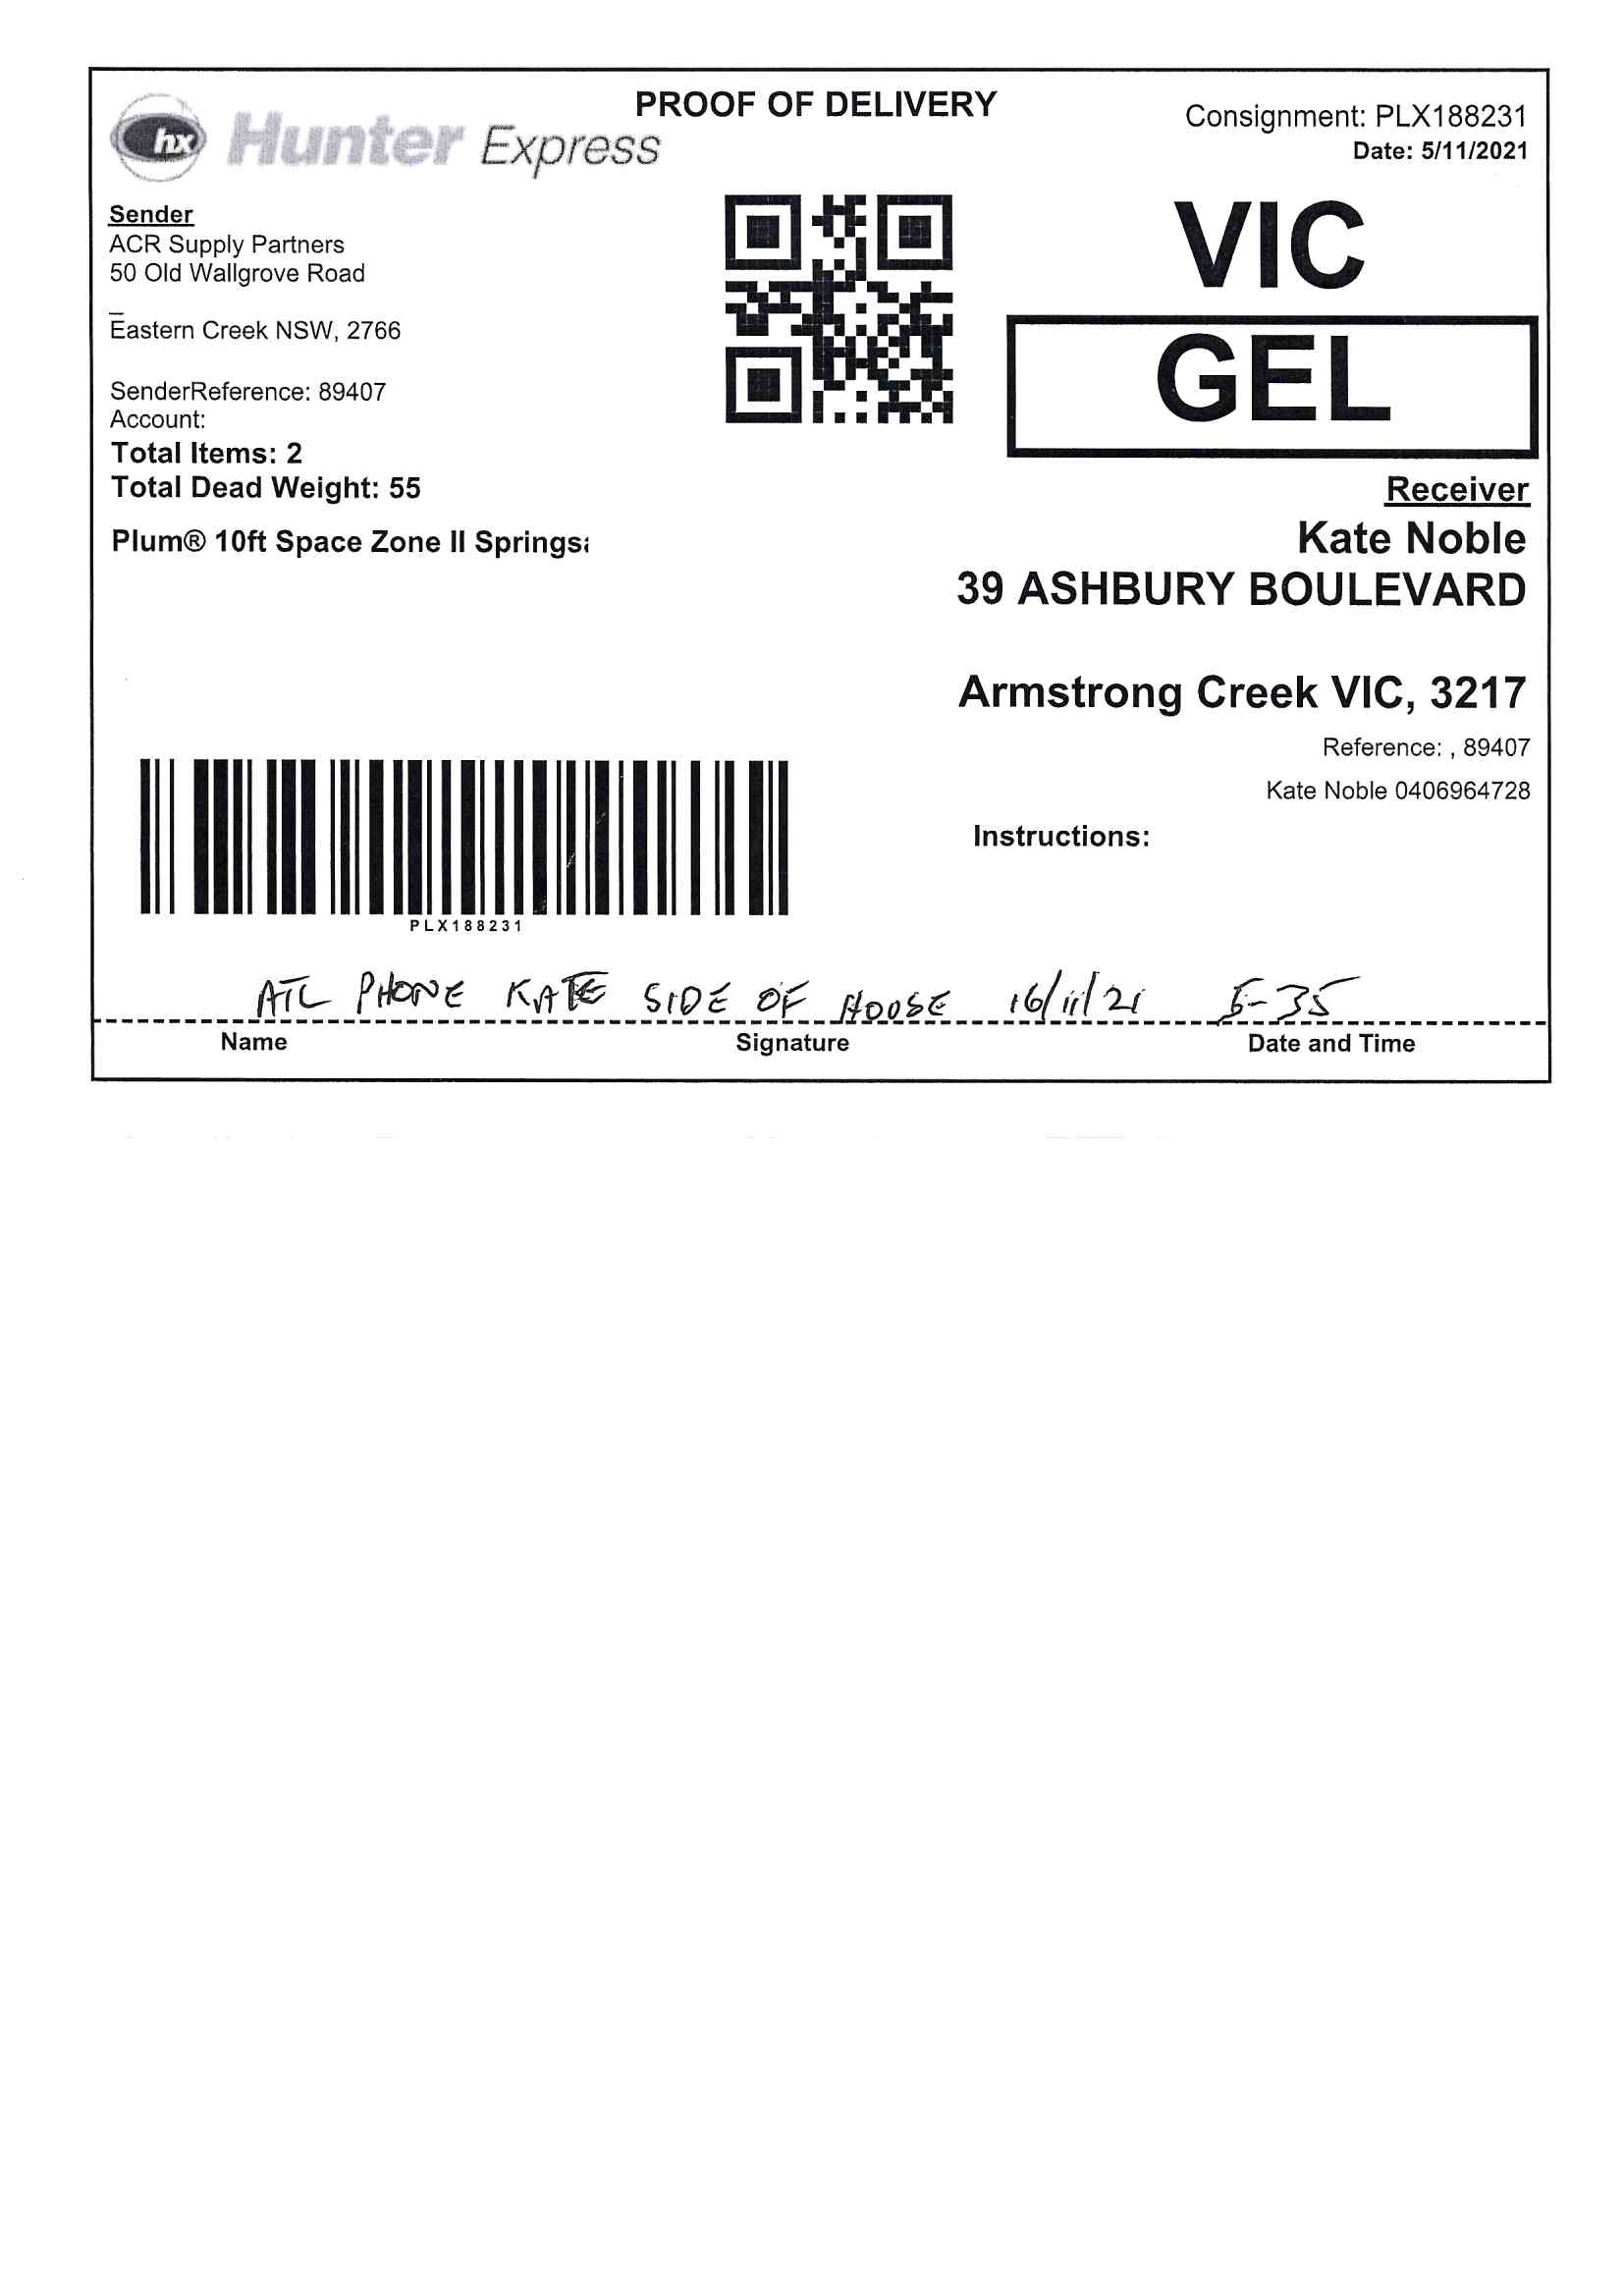 PROOF OF DELIVERY
hx Hunter Express
Consignment: PLX188231
Date: 5/11/2021
Sender
ACR Supply Partners
50 Old Wallgrove Road
_
Eastern Creek NSW, 2766
SenderReference: 89407
Account:
Total Items: 2
Total Dead Weight: 55
Plum® 10ft Space Zone II Springs
VIC
GEL
Receiver
Kate Noble
39 ASHBURY BOULEVARD
Armstrong Creek VIC, 3217
Reference: , 89407
Kate Noble 0406964728
Instructions:
PLX188231
ATL PHONE KATE SIDE OF HOUSE 16/11/21 5-35
Name Signature Date and Time